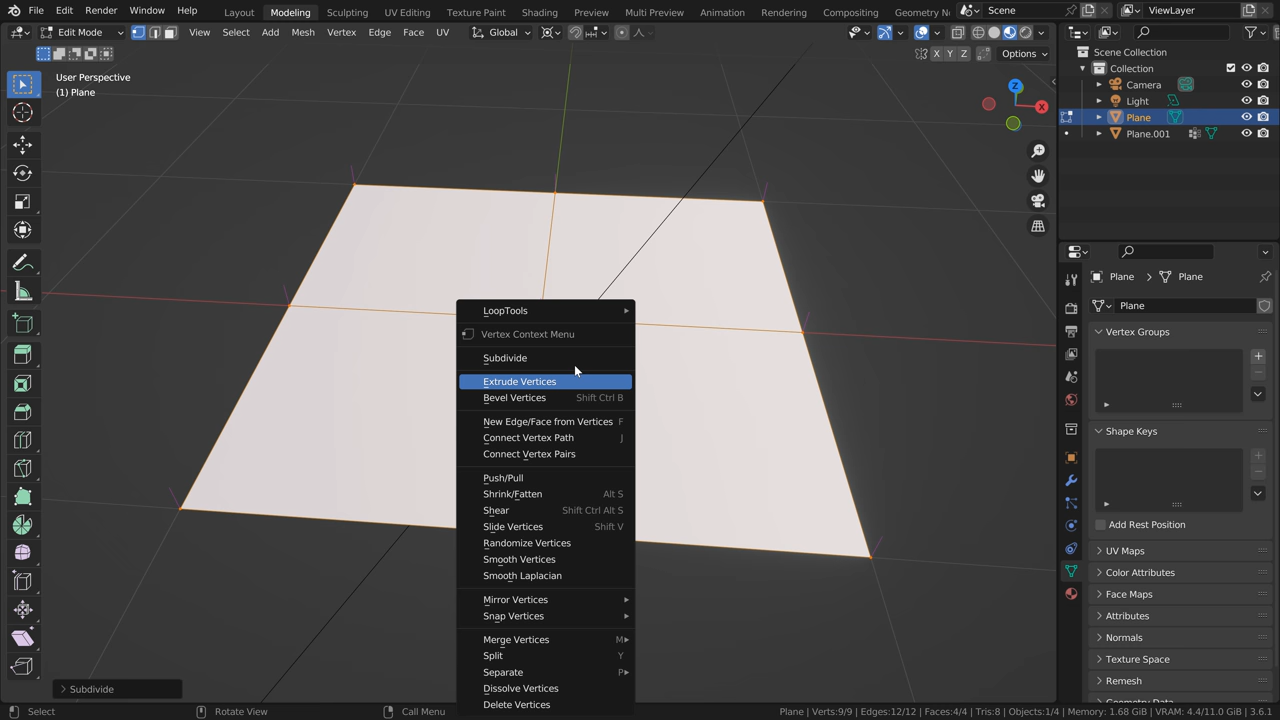 File Edit Render Window Help Layout Modeling Sculpting UV Editing Texture Paint Shading Preview Multi Preview Animation Rendering Compositing Geometry N Scene ViewLayer
Edit Mode View Select Add Mesh Vertex Edge Face UV Global
X Y Z Options
User Perspective
(1) Plane
Z
X
LoopTools
Vertex Context Menu
Subdivide
Extrude Vertices
Bevel Vertices Shift Ctrl B
New Edge/Face from Vertices F
Connect Vertex Path J
Connect Vertex Pairs
Push/Pull
Shrink/Fatten Alt S
Shear Shift Ctrl Alt S
Slide Vertices Shift V
Randomize Vertices
Smooth Vertices
Smooth Laplacian
Mirror Vertices
Snap Vertices
Merge Vertices M
Split Y
Separate P
Dissolve Vertices
Delete Vertices
Subdivide
Scene Collection
Collection
Camera
Light
Plane
Plane.001
Plane Plane
Plane
Vertex Groups
Shape Keys
Add Rest Position
UV Maps
Color Attributes
Face Maps
Attributes
Normals
Texture Space
Remesh
Geometry Data
Select Rotate View Call Menu Plane | Verts:9/9 | Edges:12/12 | Faces:4/4 | Tris:8 | Objects:1/4 | Memory: 1.68 GiB | VRAM: 4.4/11.0 GiB | 3.6.1